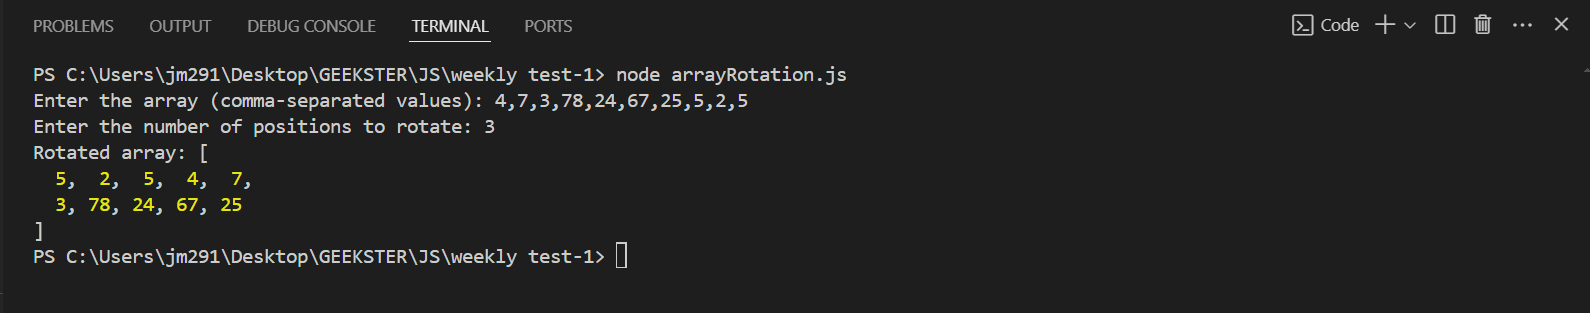 PROBLEMS OUTPUT DEBUG CONSOLE TERMINAL PORTS Code
PS C:\Users\jm291\Desktop\GEEKSTER\JS\weekly test-1> node arrayRotation.js
Enter the array (comma-separated values): 4,7,3,78,24,67,25,5,2,5
Enter the number of positions to rotate: 3
Rotated array: [
  5,  2,  5,  4,  7,
  3, 78, 24, 67, 25
]
PS C:\Users\jm291\Desktop\GEEKSTER\JS\weekly test-1>